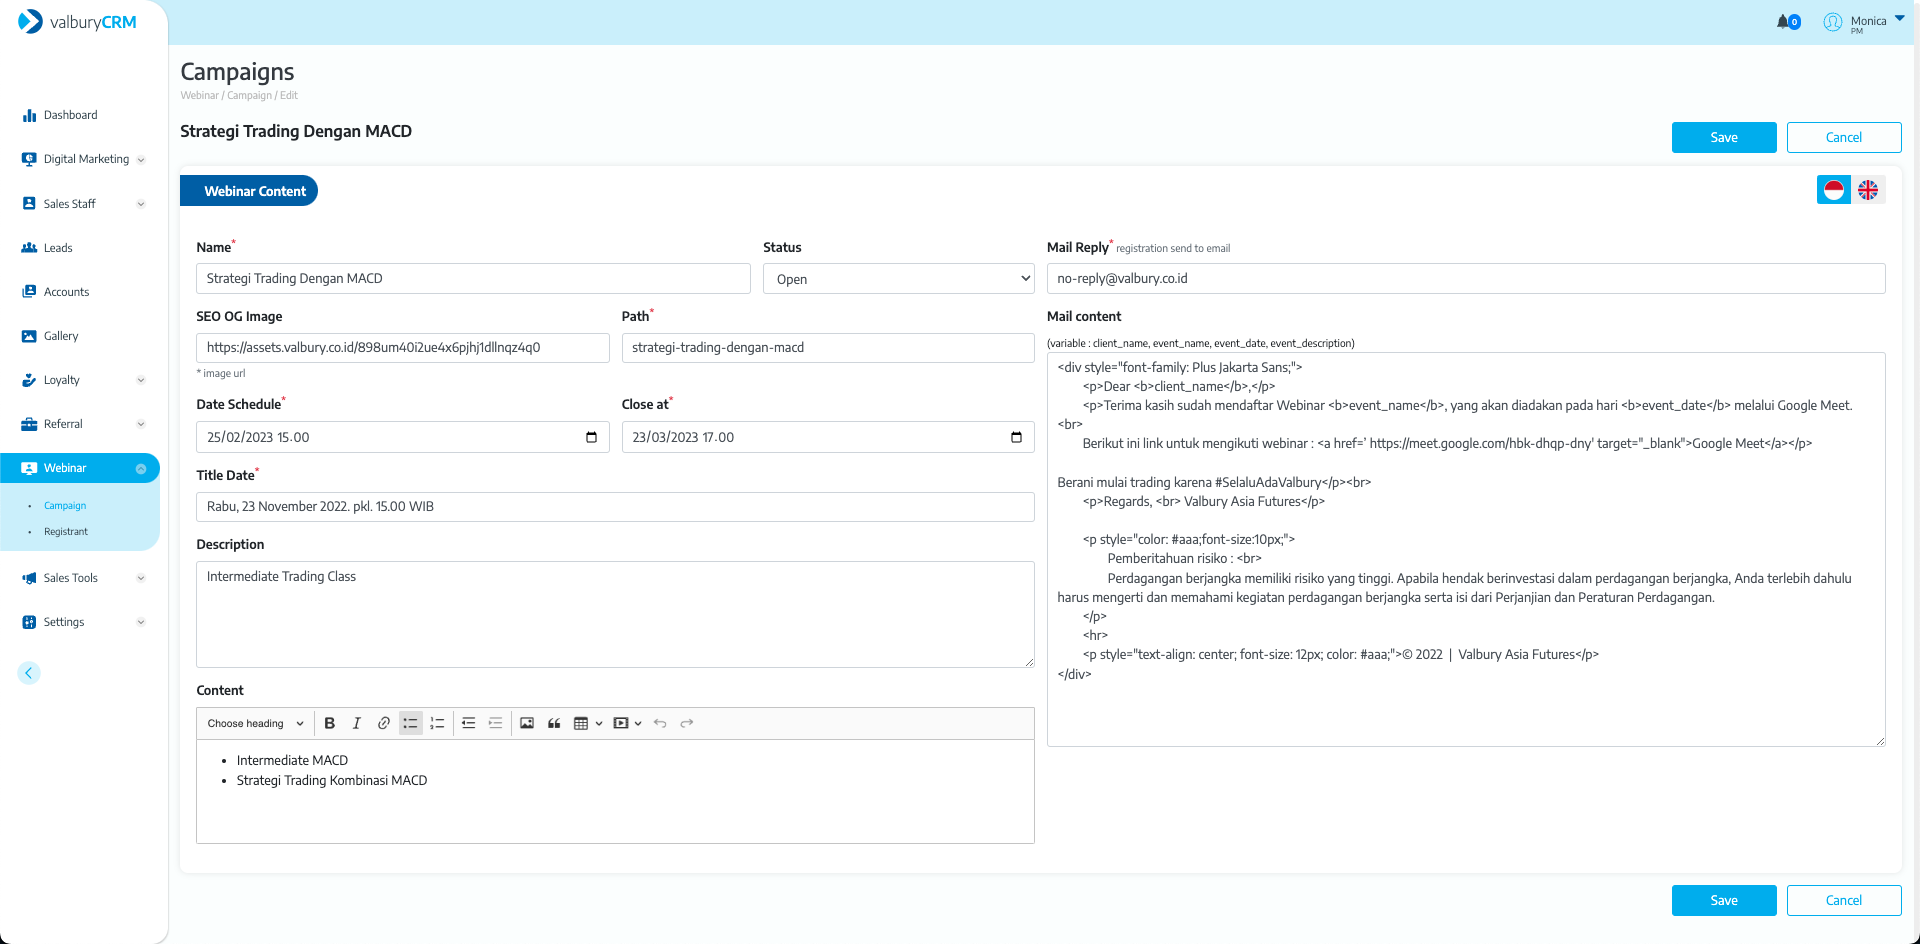 valburyCRM
0
Monica
PM
Dashboard
Digital Marketing
Sales Staff
Leads
Accounts
Gallery
Loyalty
Referral
Webinar
Campaign
Registrant
Sales Tools
Settings
Campaigns
Webinar / Campaign / Edit
Strategi Trading Dengan MACD
Save
Cancel
Webinar Content
Name*
Strategi Trading Dengan MACD
Status
Open
SEO OG Image
https://assets.valbury.co.id/898um40i2ue4x6pjhj1dllnqz4q0
* image url
Path*
strategi-trading-dengan-macd
Date Schedule*
25/02/2023 15.00
Close at*
23/03/2023 17.00
Title Date*
Rabu, 23 November 2022. pkl. 15.00 WIB
Description
Intermediate Trading Class
Content
Choose heading
• Intermediate MACD
• Strategi Trading Kombinasi MACD
Mail Reply* registration send to email
no-reply@valbury.co.id
Mail content
(variable : client_name, event_name, event_date, event_description)
<div style="font-family: Plus Jakarta Sans;">
<p>Dear <b>client_name</b>,</p>
<p>Terima kasih sudah mendaftar Webinar <b>event_name</b>, yang akan diadakan pada hari <b>event_date</b> melalui Google Meet.
<br>
Berikut ini link untuk mengikuti webinar : <a href=' https://meet.google.com/hbk-dhqp-dny' target="_blank">Google Meet</a></p>
Berani mulai trading karena #SelaluAdaValbury</p><br>
<p>Regards, <br> Valbury Asia Futures</p>
<p style="color: #aaa;font-size:10px;">
Pemberitahuan risiko : <br>
Perdagangan berjangka memiliki risiko yang tinggi. Apabila hendak berinvestasi dalam perdagangan berjangka, Anda terlebih dahulu
harus mengerti dan memahami kegiatan perdagangan berjangka serta isi dari Perjanjian dan Peraturan Perdagangan.
</p>
<hr>
<p style="text-align: center; font-size: 12px; color: #aaa;">© 2022 | Valbury Asia Futures</p>
</div>
Save
Cancel